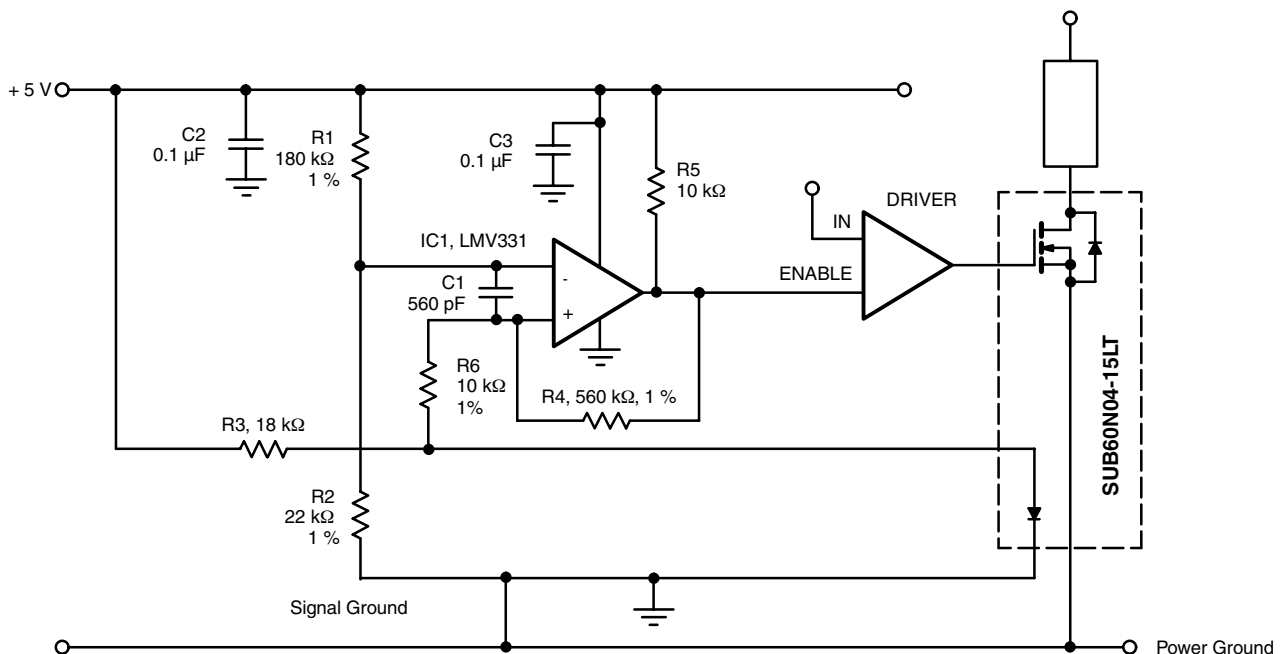 + 5 V
C2
0.1 µF
R1
180 kΩ
1 %
C3
0.1 µF
R5
10 kΩ
IN
DRIVER
IC1, LMV331
ENABLE
C1
560 pF
-
+
R6
10 kΩ
1%
R4, 560 kΩ, 1 %
R3, 18 kΩ
SUB60N04-15LT
R2
22 kΩ
1 %
Signal Ground
Power Ground